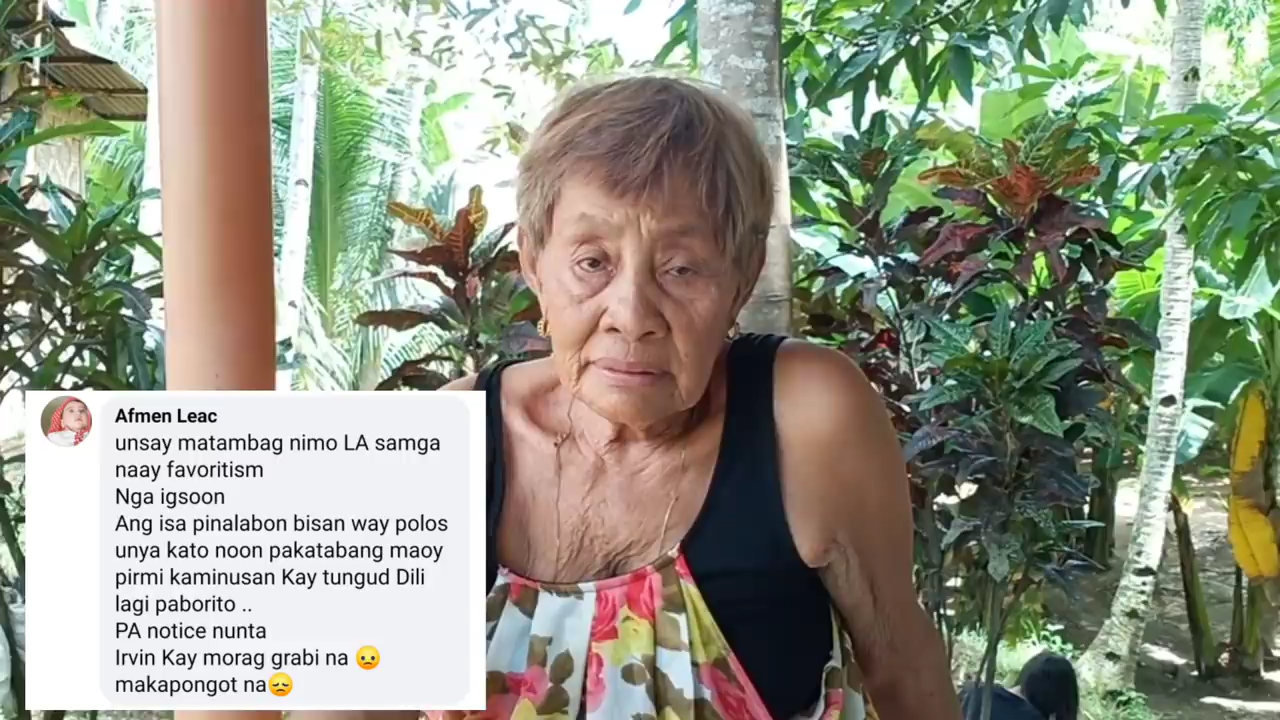 Afmen Leac
unsay matambag nimo LA samga
naay favoritism
Nga igsoon
Ang isa pinalabon bisan way polos
unya kato noon pakatabang maoy
pirmi kaminusan Kay tungud Dili
lagi paborito ..
PA notice nunta
Irvin Kay morag grabi na 😞
makapongot na😞